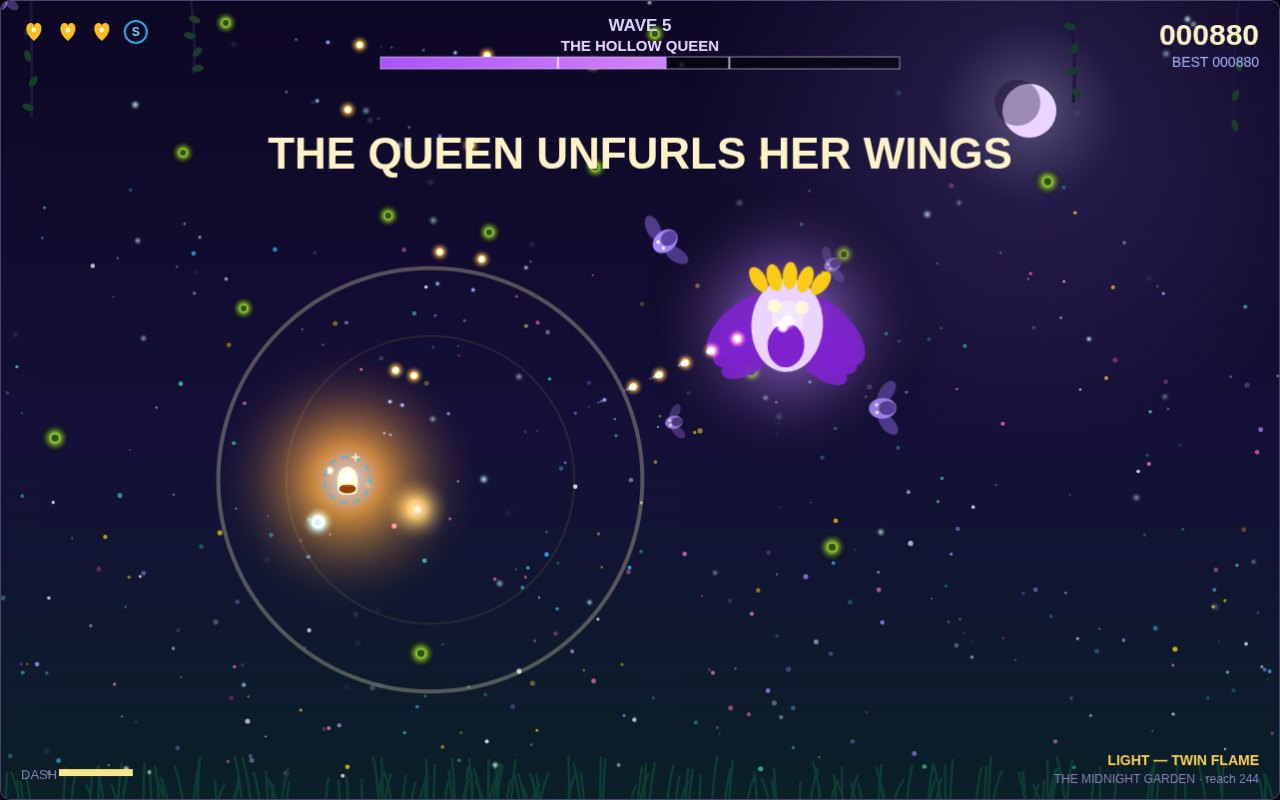 S
WAVE 5
THE HOLLOW QUEEN
000880
BEST 000880
THE QUEEN UNFURLS HER WINGS
DASH
LIGHT — TWIN FLAME
THE MIDNIGHT GARDEN · reach 244